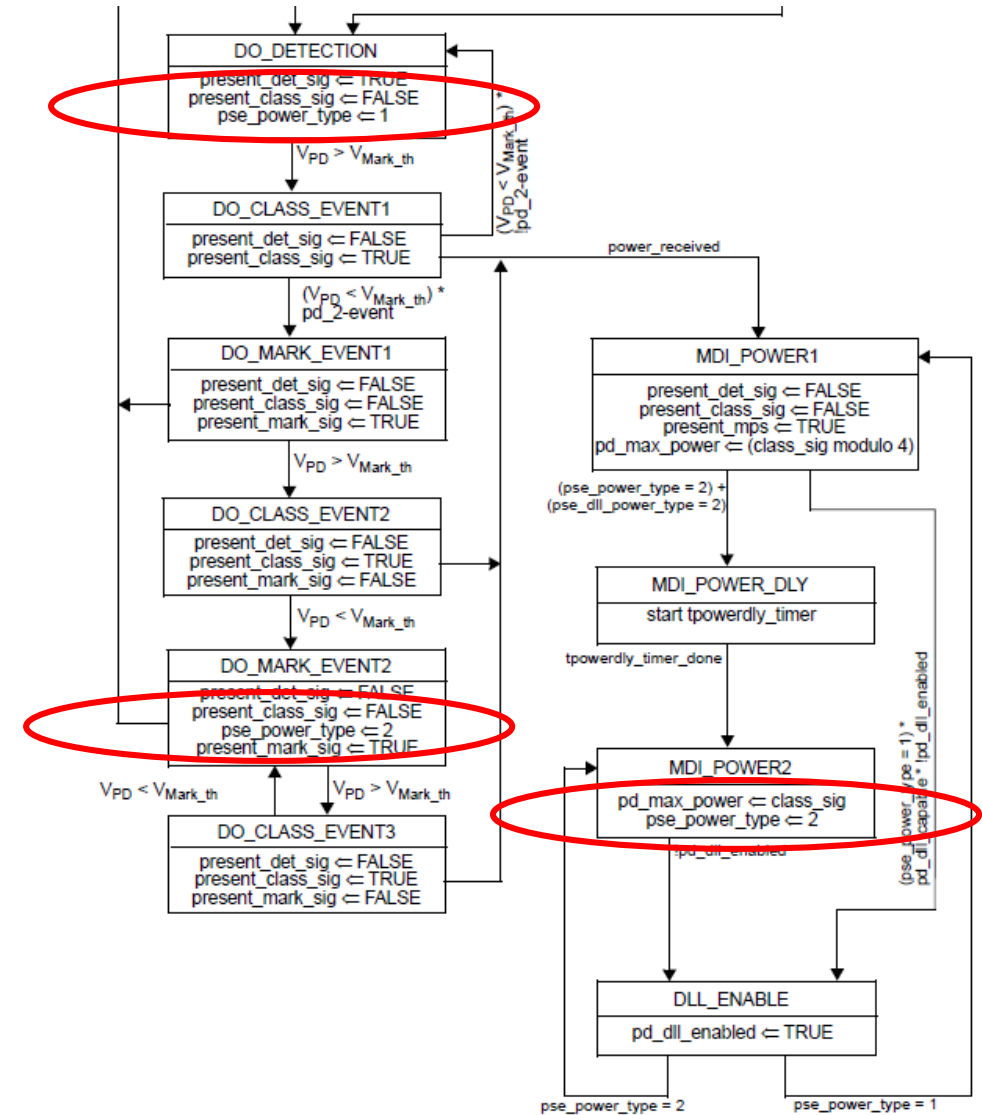 DO_DETECTION
present_det_sig ⇐ TRUE
present_class_sig ⇐ FALSE
pse_power_type ⇐ 1
V_PD > V_Mark_th
(V_PD < V_Mark_th) *
!pd_2-event
DO_CLASS_EVENT1
present_det_sig ⇐ FALSE
present_class_sig ⇐ TRUE
power_received
(V_PD < V_Mark_th) *
pd_2-event
DO_MARK_EVENT1
present_det_sig ⇐ FALSE
present_class_sig ⇐ FALSE
present_mark_sig ⇐ TRUE
V_PD > V_Mark_th
DO_CLASS_EVENT2
present_det_sig ⇐ FALSE
present_class_sig ⇐ TRUE
present_mark_sig ⇐ FALSE
V_PD < V_Mark_th
DO_MARK_EVENT2
present_det_sig ⇐ FALSE
present_class_sig ⇐ FALSE
pse_power_type ⇐ 2
present_mark_sig ⇐ TRUE
V_PD < V_Mark_th
V_PD > V_Mark_th
DO_CLASS_EVENT3
present_det_sig ⇐ FALSE
present_class_sig ⇐ TRUE
present_mark_sig ⇐ FALSE
MDI_POWER1
present_det_sig ⇐ FALSE
present_class_sig ⇐ FALSE
present_mps ⇐ TRUE
pd_max_power ⇐ (class_sig modulo 4)
(pse_power_type = 2) +
(pse_dll_power_type = 2)
MDI_POWER_DLY
start tpowerdly_timer
tpowerdly_timer_done
(pse_power_type = 1) *
pd_dll_capable * !pd_dll_enabled
MDI_POWER2
pd_max_power ⇐ class_sig
pse_power_type ⇐ 2
!pd_dll_enabled
DLL_ENABLE
pd_dll_enabled ⇐ TRUE
pse_power_type = 2
pse_power_type = 1